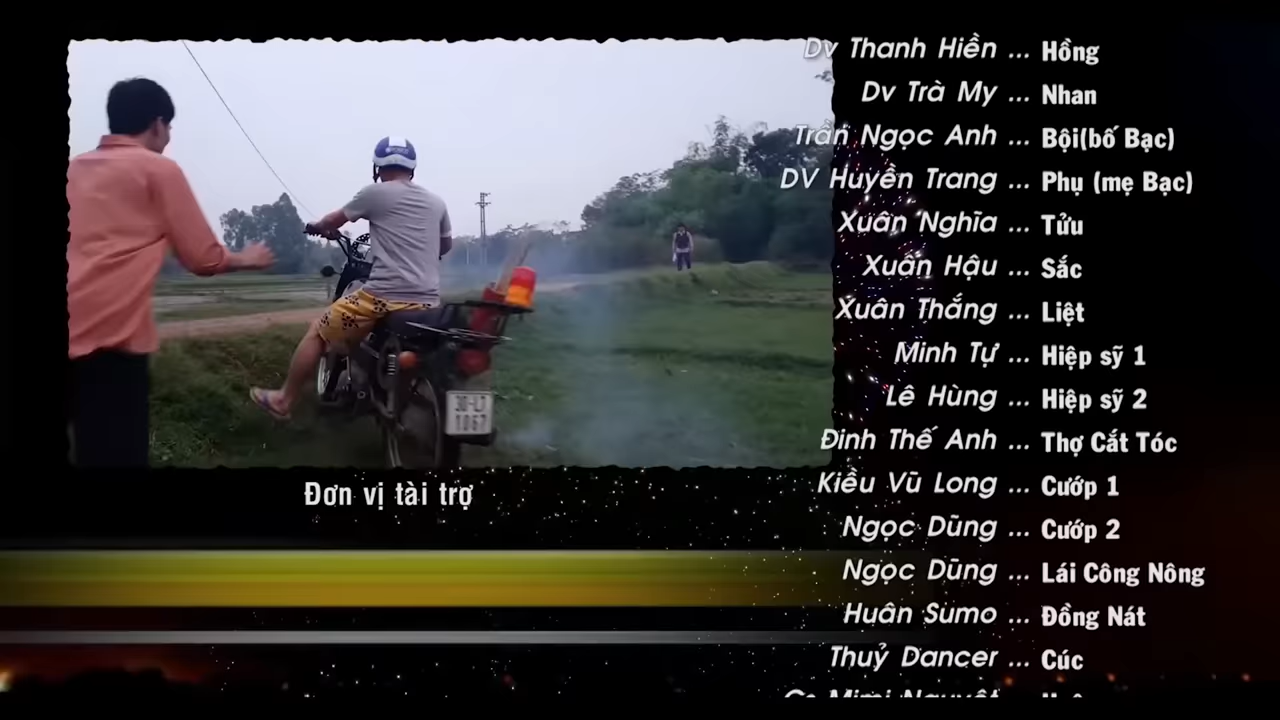 Dv Thanh Hiền ... Hồng
Dv Trà My ... Nhan
Trần Ngọc Anh ... Bội(bố Bạc)
DV Huyền Trang ... Phụ (mẹ Bạc)
Xuân Nghĩa ... Tửu
Xuân Hậu ... Sắc
Xuân Thắng ... Liệt
Minh Tự ... Hiệp sỹ 1
Lê Hùng ... Hiệp sỹ 2
Đinh Thế Anh ... Thợ Cắt Tóc
Kiều Vũ Long ... Cướp 1
Ngọc Dũng ... Cướp 2
Ngọc Dũng ... Lái Công Nông
Huân Sumo ... Đồng Nát
Thuỷ Dancer ... Cúc
30-L7
1067
Đơn vị tài trợ